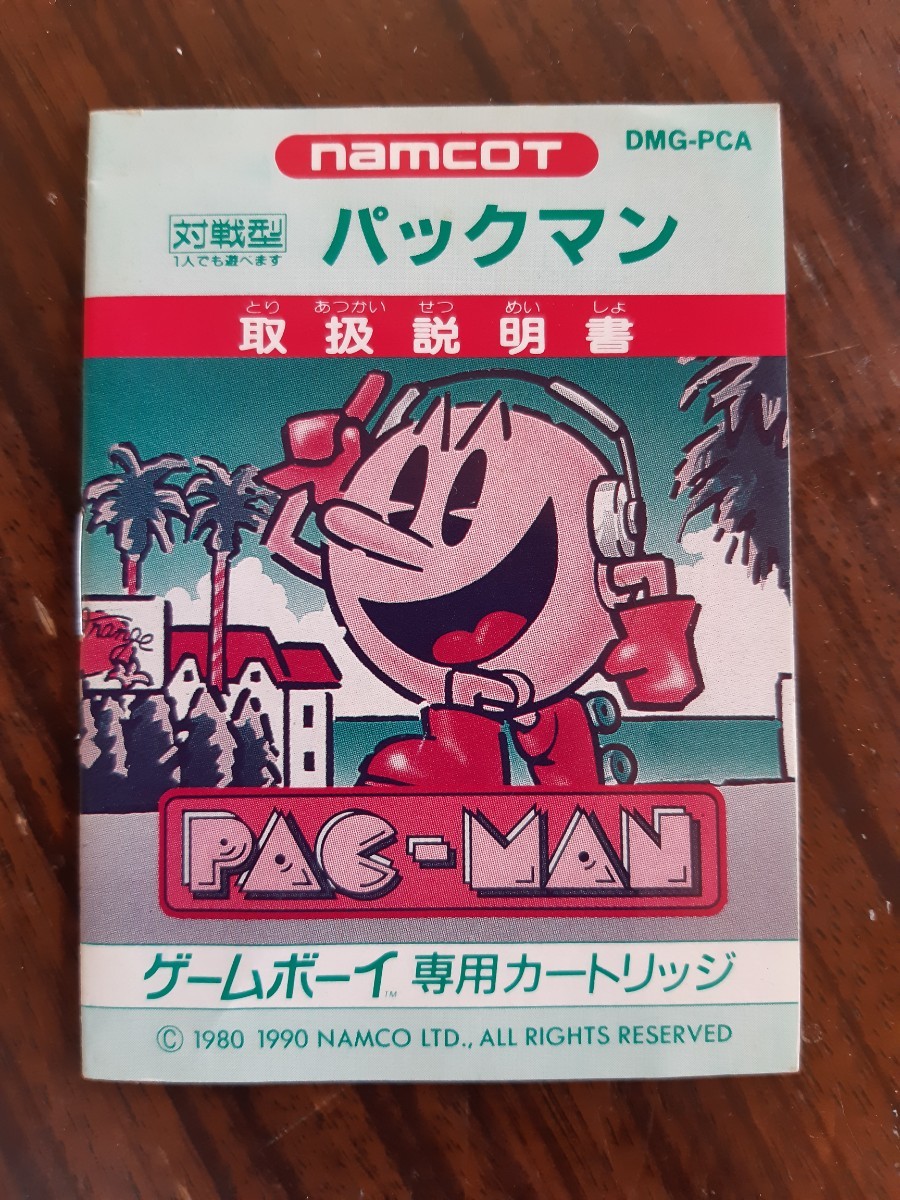 namcot
DMG-PCA
対戦型
1人でも遊べます
パックマン
とり あつかい せつ めい しょ
取扱説明書
Orange
PAC-MAN
ゲームボーイ™ 専用カートリッジ
© 1980 1990 NAMCO LTD., ALL RIGHTS RESERVED